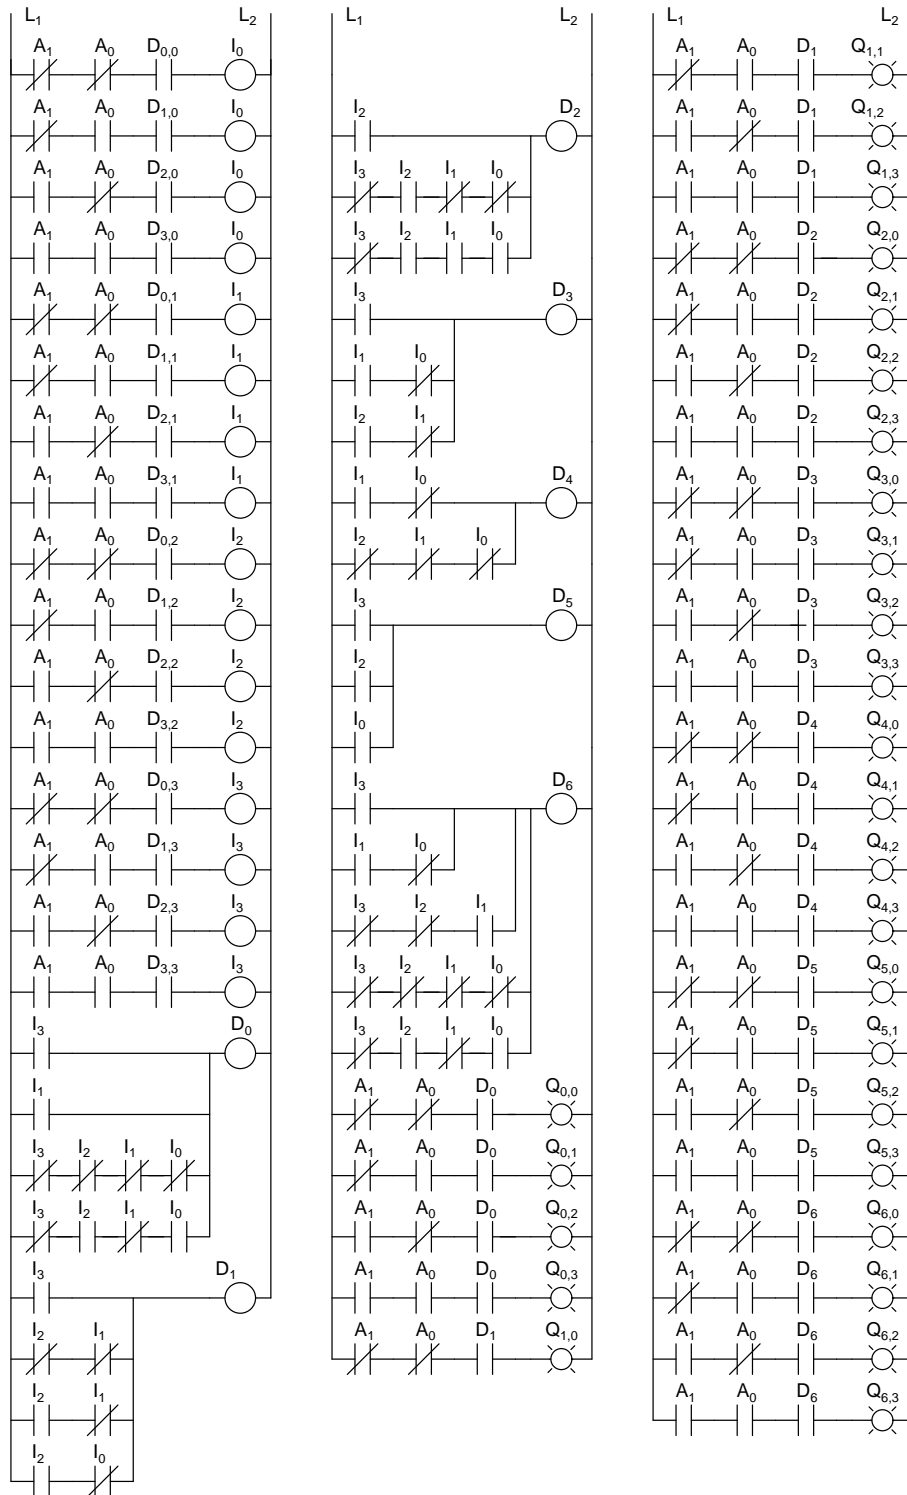 L₁ L₂
A₁ A₀ D₀,₀ I₀
A₁ A₀ D₁,₀ I₀
A₁ A₀ D₂,₀ I₀
A₁ A₀ D₃,₀ I₀
A₁ A₀ D₀,₁ I₁
A₁ A₀ D₁,₁ I₁
A₁ A₀ D₂,₁ I₁
A₁ A₀ D₃,₁ I₁
A₁ A₀ D₀,₂ I₂
A₁ A₀ D₁,₂ I₂
A₁ A₀ D₂,₂ I₂
A₁ A₀ D₃,₂ I₂
A₁ A₀ D₀,₃ I₃
A₁ A₀ D₁,₃ I₃
A₁ A₀ D₂,₃ I₃
A₁ A₀ D₃,₃ I₃
I₃ D₀
I₁
I₃ I₂ I₁ I₀
I₃ I₂ I₁ I₀
I₃ D₁
I₂ I₁
I₂ I₁
I₂ I₀
L₁ L₂
I₂ D₂
I₃ I₂ I₁ I₀
I₃ I₂ I₁ I₀
I₃ D₃
I₁ I₀
I₂ I₁
I₁ I₀ D₄
I₂ I₁ I₀
I₃ D₅
I₂
I₀
I₃ D₆
I₁ I₀
I₃ I₂ I₁
I₃ I₂ I₁ I₀
I₃ I₂ I₁ I₀
A₁ A₀ D₀ Q₀,₀
A₁ A₀ D₀ Q₀,₁
A₁ A₀ D₀ Q₀,₂
A₁ A₀ D₀ Q₀,₃
A₁ A₀ D₁ Q₁,₀
L₁ L₂
A₁ A₀ D₁ Q₁,₁
A₁ A₀ D₁ Q₁,₂
A₁ A₀ D₁ Q₁,₃
A₁ A₀ D₂ Q₂,₀
A₁ A₀ D₂ Q₂,₁
A₁ A₀ D₂ Q₂,₂
A₁ A₀ D₂ Q₂,₃
A₁ A₀ D₃ Q₃,₀
A₁ A₀ D₃ Q₃,₁
A₁ A₀ D₃ Q₃,₂
A₁ A₀ D₃ Q₃,₃
A₁ A₀ D₄ Q₄,₀
A₁ A₀ D₄ Q₄,₁
A₁ A₀ D₄ Q₄,₂
A₁ A₀ D₄ Q₄,₃
A₁ A₀ D₅ Q₅,₀
A₁ A₀ D₅ Q₅,₁
A₁ A₀ D₅ Q₅,₂
A₁ A₀ D₅ Q₅,₃
A₁ A₀ D₆ Q₆,₀
A₁ A₀ D₆ Q₆,₁
A₁ A₀ D₆ Q₆,₂
A₁ A₀ D₆ Q₆,₃